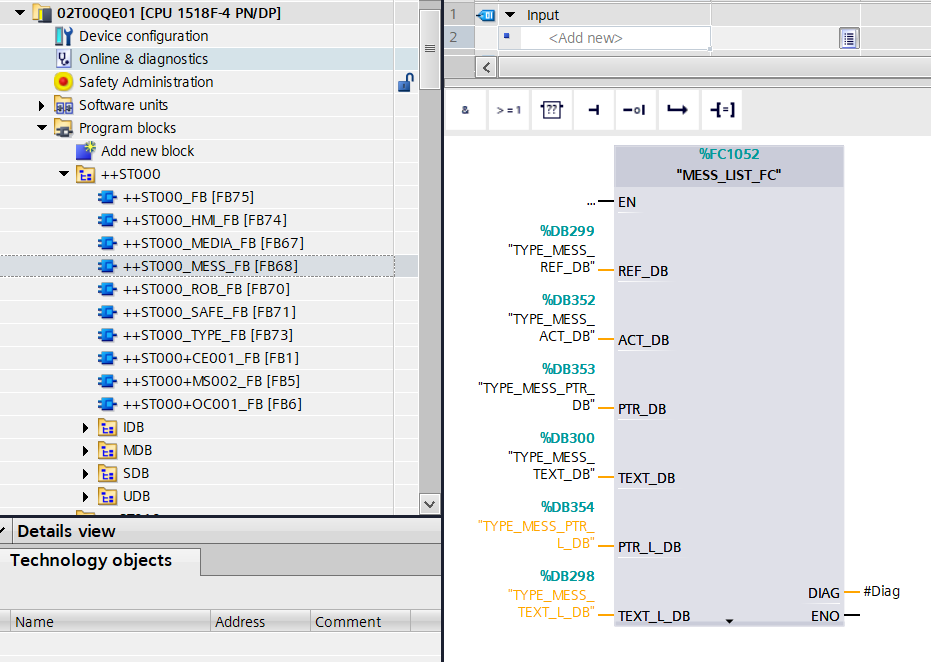 02T00QE01 [CPU 1518F-4 PN/DP]
Device configuration
Online & diagnostics
Safety Administration
Software units
Program blocks
Add new block
++ST000
++ST000_FB [FB75]
++ST000_HMI_FB [FB74]
++ST000_MEDIA_FB [FB67]
++ST000_MESS_FB [FB68]
++ST000_ROB_FB [FB70]
++ST000_SAFE_FB [FB71]
++ST000_TYPE_FB [FB73]
++ST000+CE001_FB [FB1]
++ST000+MS002_FB [FB5]
++ST000+OC001_FB [FB6]
IDB
MDB
SDB
UDB
Details view
Technology objects
Name Address Comment
1 Input
2 <Add new>
& >=1 ?? =
%FC1052
"MESS_LIST_FC"
... EN
%DB299
"TYPE_MESS_
REF_DB" REF_DB
%DB352
"TYPE_MESS_
ACT_DB" ACT_DB
%DB353
"TYPE_MESS_PTR_
DB" PTR_DB
%DB300
"TYPE_MESS_
TEXT_DB" TEXT_DB
%DB354
"TYPE_MESS_PTR_
L_DB" PTR_L_DB
%DB298
"TYPE_MESS_ DIAG #Diag
TEXT_L_DB" TEXT_L_DB ENO